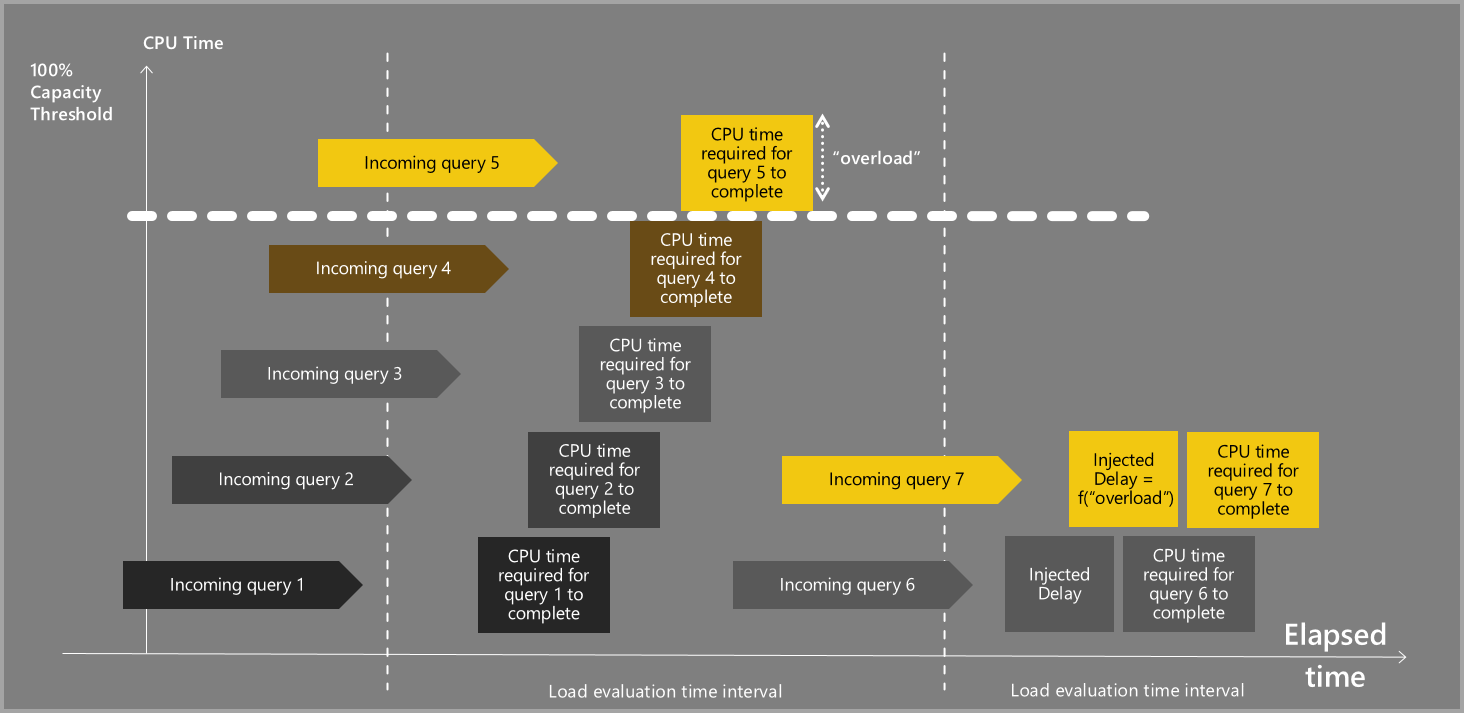 CPU Time
100%
Capacity
Threshold
Incoming query 5
CPU time
required for
query 5 to
complete
“overload”
Incoming query 4
CPU time
required for
query 4 to
complete
Incoming query 3
CPU time
required for
query 3 to
complete
Incoming query 2
CPU time
required for
query 2 to
complete
Incoming query 7
Injected
Delay =
f(“overload”)
CPU time
required for
query 7 to
complete
Incoming query 1
CPU time
required for
query 1 to
complete
Incoming query 6
Injected
Delay
CPU time
required for
query 6 to
complete
Elapsed
time
Load evaluation time interval
Load evaluation time interval